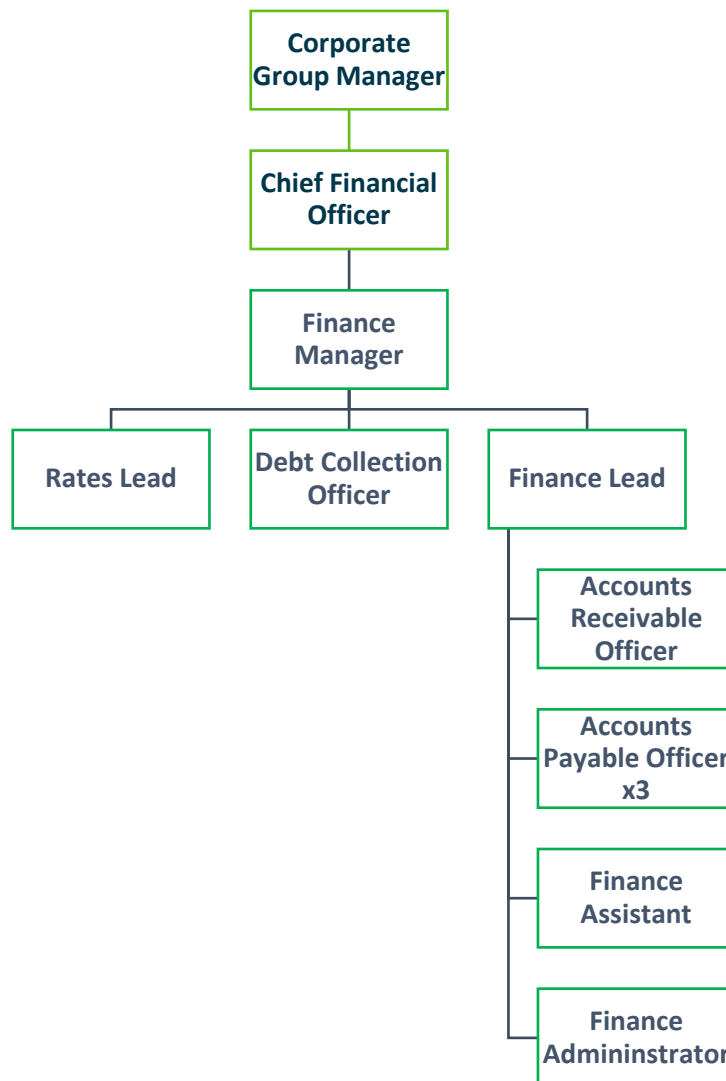 Corporate
Group Manager
Chief Financial
Officer
Finance
Manager
Rates Lead
Debt Collection
Officer
Finance Lead
Accounts
Receivable
Officer
Accounts
Payable Officer
x3
Finance
Assistant
Finance
Admininstrator